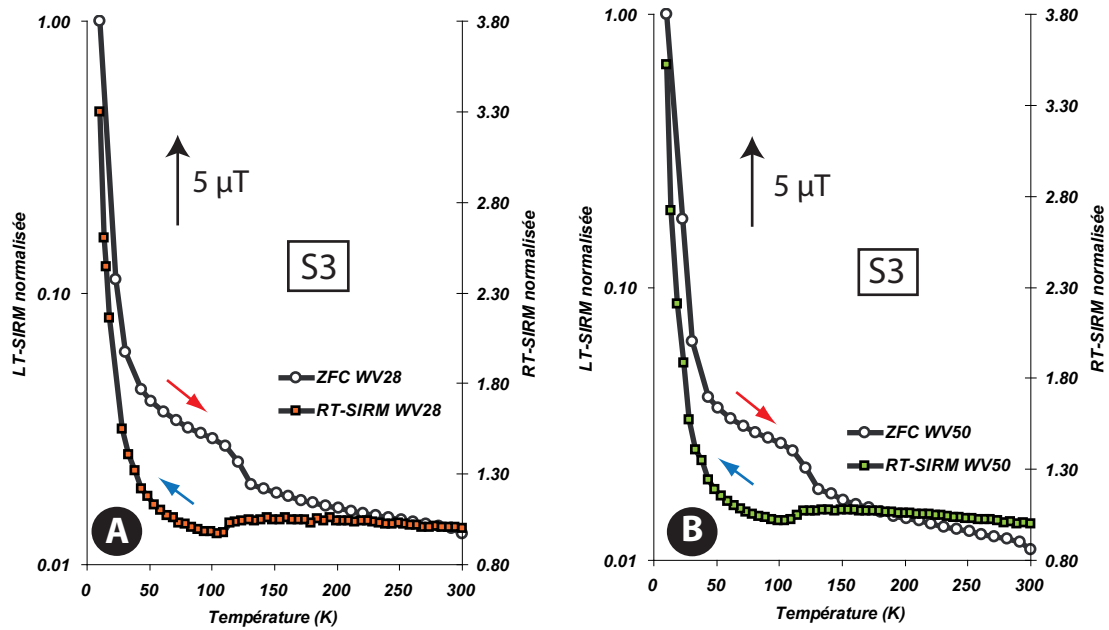 LT-SIRM normalisée
1.00
0.10
0.01
5 µT
S3
ZFC WV28
RT-SIRM WV28
A
0 50 100 150 200 250 300
Température (K)
3.80
3.30
2.80
2.30
1.80
1.30
0.80
RT-SIRM normalisée
LT-SIRM normalisée
1.00
0.10
0.01
5 µT
S3
ZFC WV50
RT-SIRM WV50
B
0 50 100 150 200 250 300
Température (K)
3.80
3.30
2.80
2.30
1.80
1.30
0.80
RT-SIRM normalisée